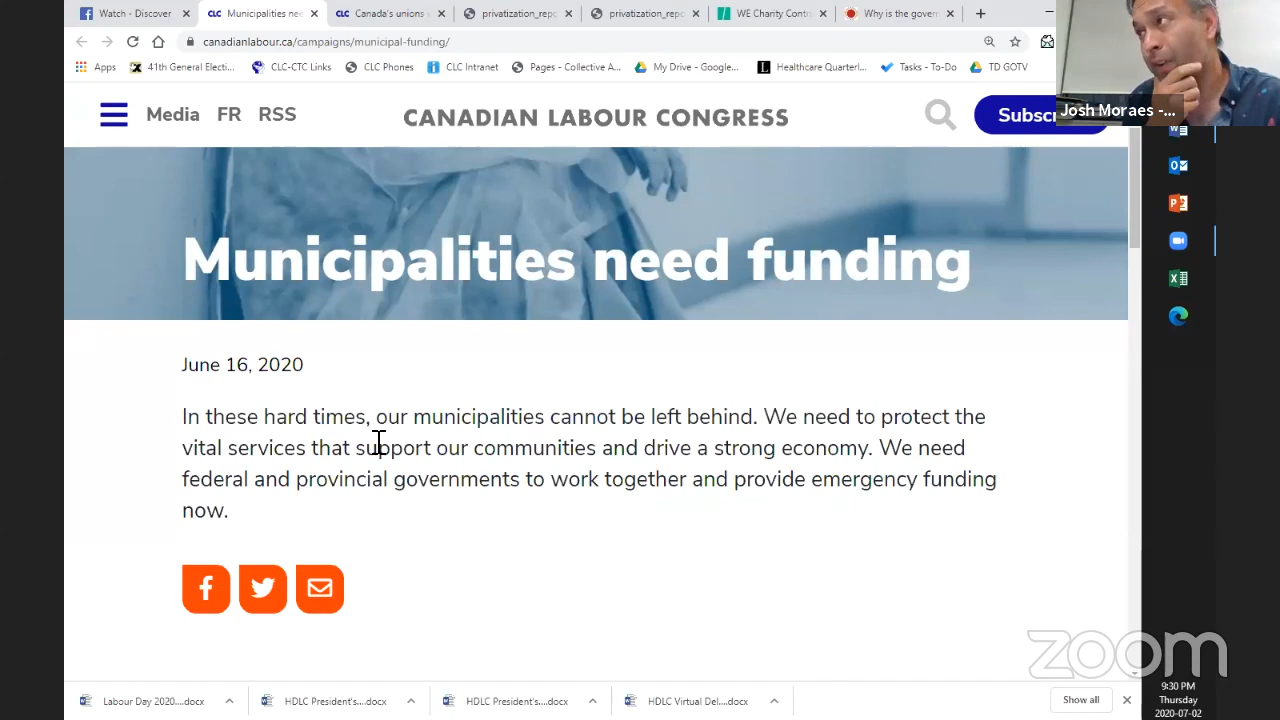 Watch - Discover
CLC Municipalities nee
CLC Canada's unions
privatization_repo
privatization_repo
WE Charity Contr
Why is the govern
canadianlabour.ca/campaigns/municipal-funding/
Apps
41th General Electi...
CLC-CTC Links
CLC Phones
CLC Intranet
Pages - Collective A...
My Drive - Google...
Healthcare Quarterl...
Tasks - To-Do
TD GOTV
Josh Moraes -...
Media FR RSS
CANADIAN LABOUR CONGRESS
Subsc
Municipalities need funding
June 16, 2020
In these hard times, our municipalities cannot be left behind. We need to protect the
vital services that support our communities and drive a strong economy. We need
federal and provincial governments to work together and provide emergency funding
now.
zoom
Labour Day 2020....docx
HDLC President's....docx
HDLC President's....docx
HDLC Virtual Del....docx
Show all
9:30 PM
Thursday
2020-07-02